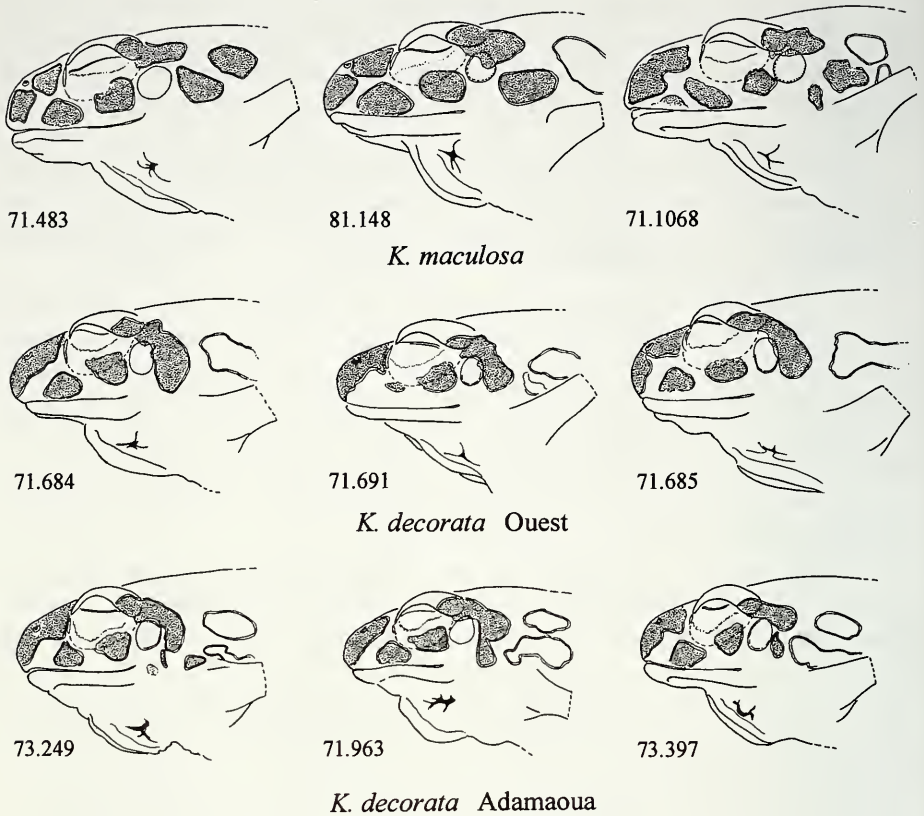 71.483 81.148 71.1068
K. maculosa
71.684 71.691 71.685
K. decorata Ouest
73.249 71.963 73.397
K. decorata Adamaoua